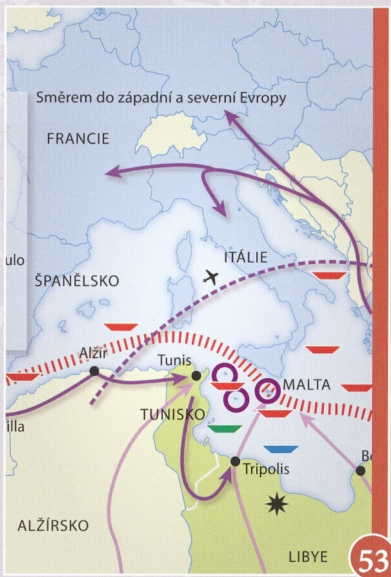 Směrem do západní a severní Evropy
FRANCIE
ulo
ITÁLIE
ŠPANĚLSKO
Alžír
Tunis
MALTA
illa
TUNISKO
Tripolis
ALŽÍRSKO
LIBYE
53